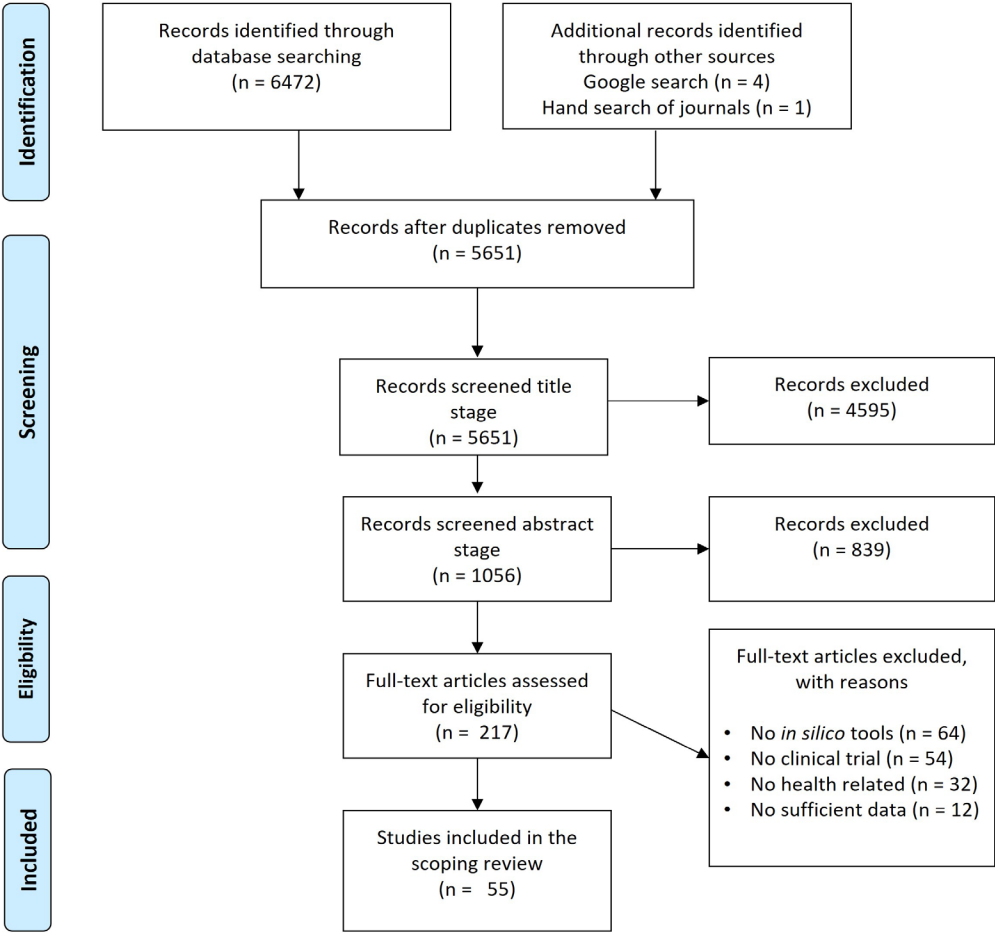 Identification
Records identified through
database searching
(n = 6472)
Additional records identified
through other sources
Google search (n = 4)
Hand search of journals (n = 1)
Records after duplicates removed
(n = 5651)
Screening
Records screened title
stage
(n = 5651)
Records excluded
(n = 4595)
Records screened abstract
stage
(n = 1056)
Records excluded
(n = 839)
Eligibility
Full-text articles assessed
for eligibility
(n = 217)
Full-text articles excluded,
with reasons
• No in silico tools (n = 64)
• No clinical trial (n = 54)
• No health related (n = 32)
• No sufficient data (n = 12)
Included
Studies included in the
scoping review
(n = 55)